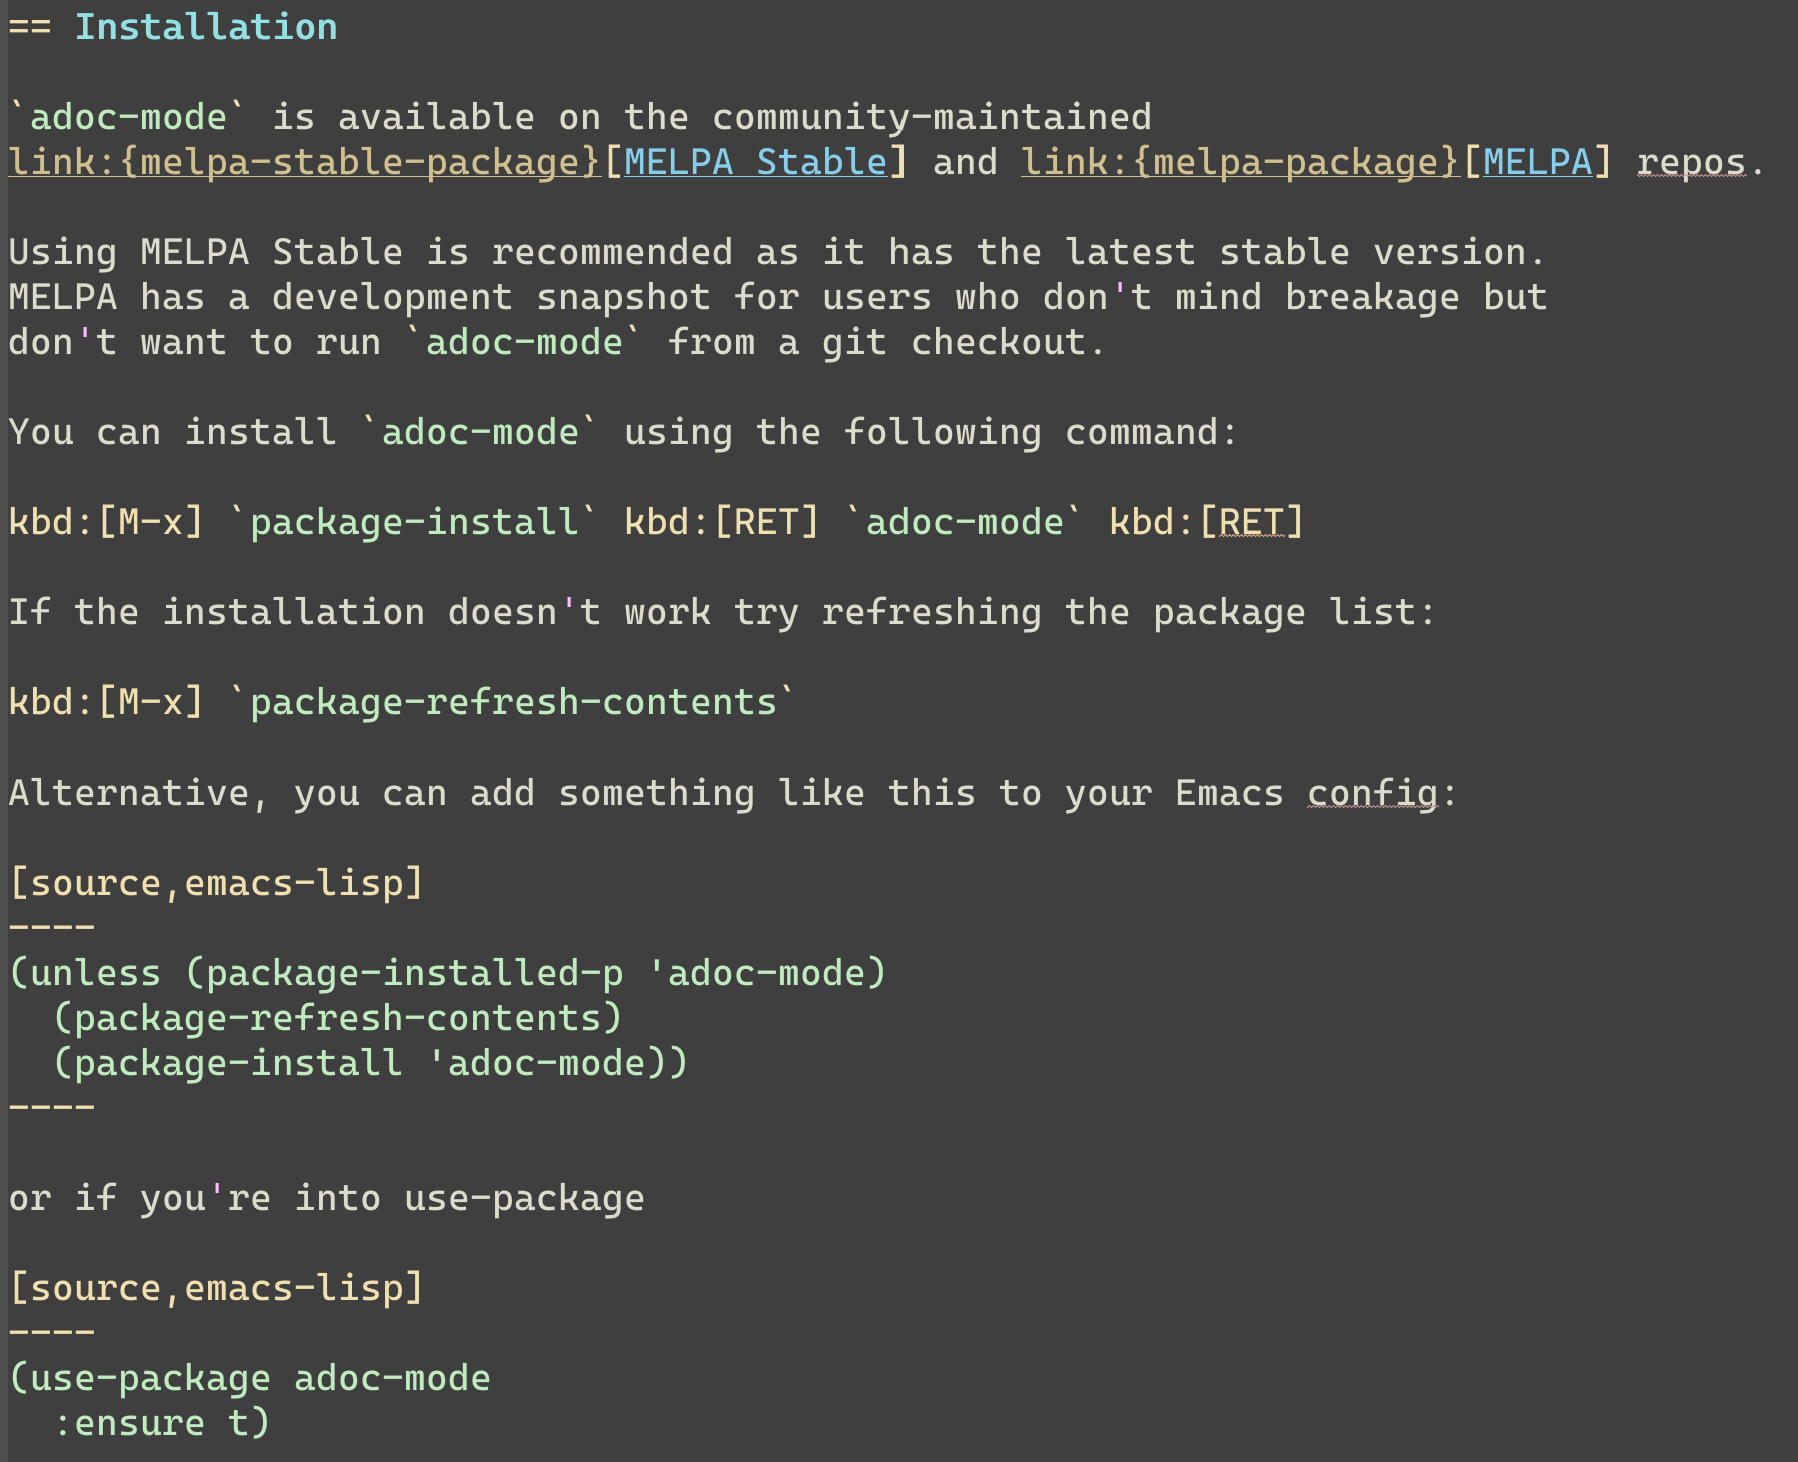 == Installation

`adoc-mode` is available on the community-maintained
link:{melpa-stable-package}[MELPA Stable] and link:{melpa-package}[MELPA] repos.

Using MELPA Stable is recommended as it has the latest stable version.
MELPA has a development snapshot for users who don't mind breakage but
don't want to run `adoc-mode` from a git checkout.

You can install `adoc-mode` using the following command:

kbd:[M-x] `package-install` kbd:[RET] `adoc-mode` kbd:[RET]

If the installation doesn't work try refreshing the package list:

kbd:[M-x] `package-refresh-contents`

Alternative, you can add something like this to your Emacs config:

[source,emacs-lisp]
----
(unless (package-installed-p 'adoc-mode)
  (package-refresh-contents)
  (package-install 'adoc-mode))
----

or if you're into use-package

[source,emacs-lisp]
----
(use-package adoc-mode
  :ensure t)